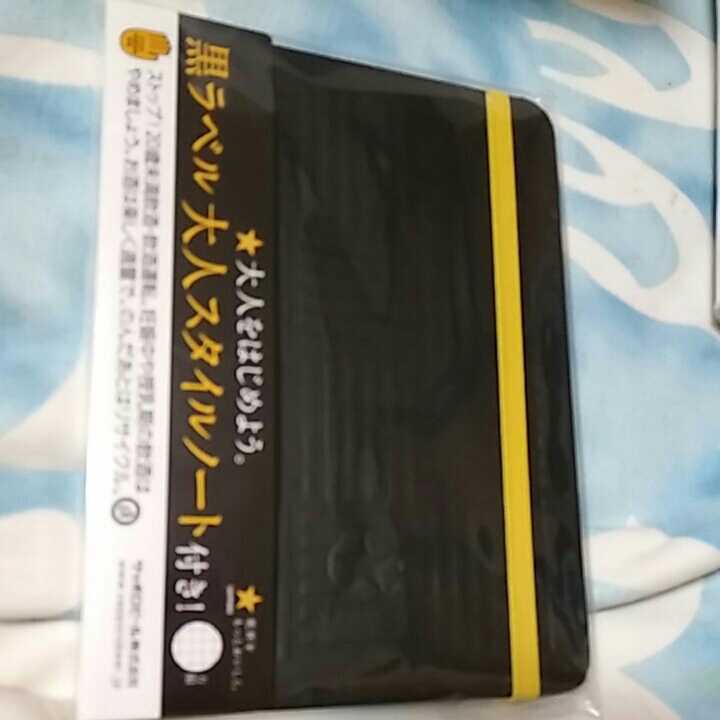 ★大人をはじめよう。
黒ラベル 大人スタイルノート付き!
ストップ!20歳未満飲酒・飲酒運転。妊娠中や授乳期の飲酒は
やめましょう。お酒は楽しく適量で。のんだあとはリサイクル。
サッポロビール株式会社